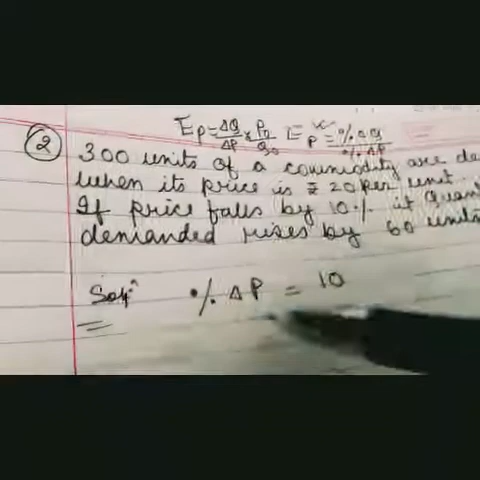 Ep = ΔQ/ΔP × P0/Q0 Ep = %ΔQ/%ΔP
② 300 units of a commodity are de
when its price is ₹ 20 per unit.
If price falls by 10% it quan
demanded rises by 60 units
Solⁿ %ΔP = 10